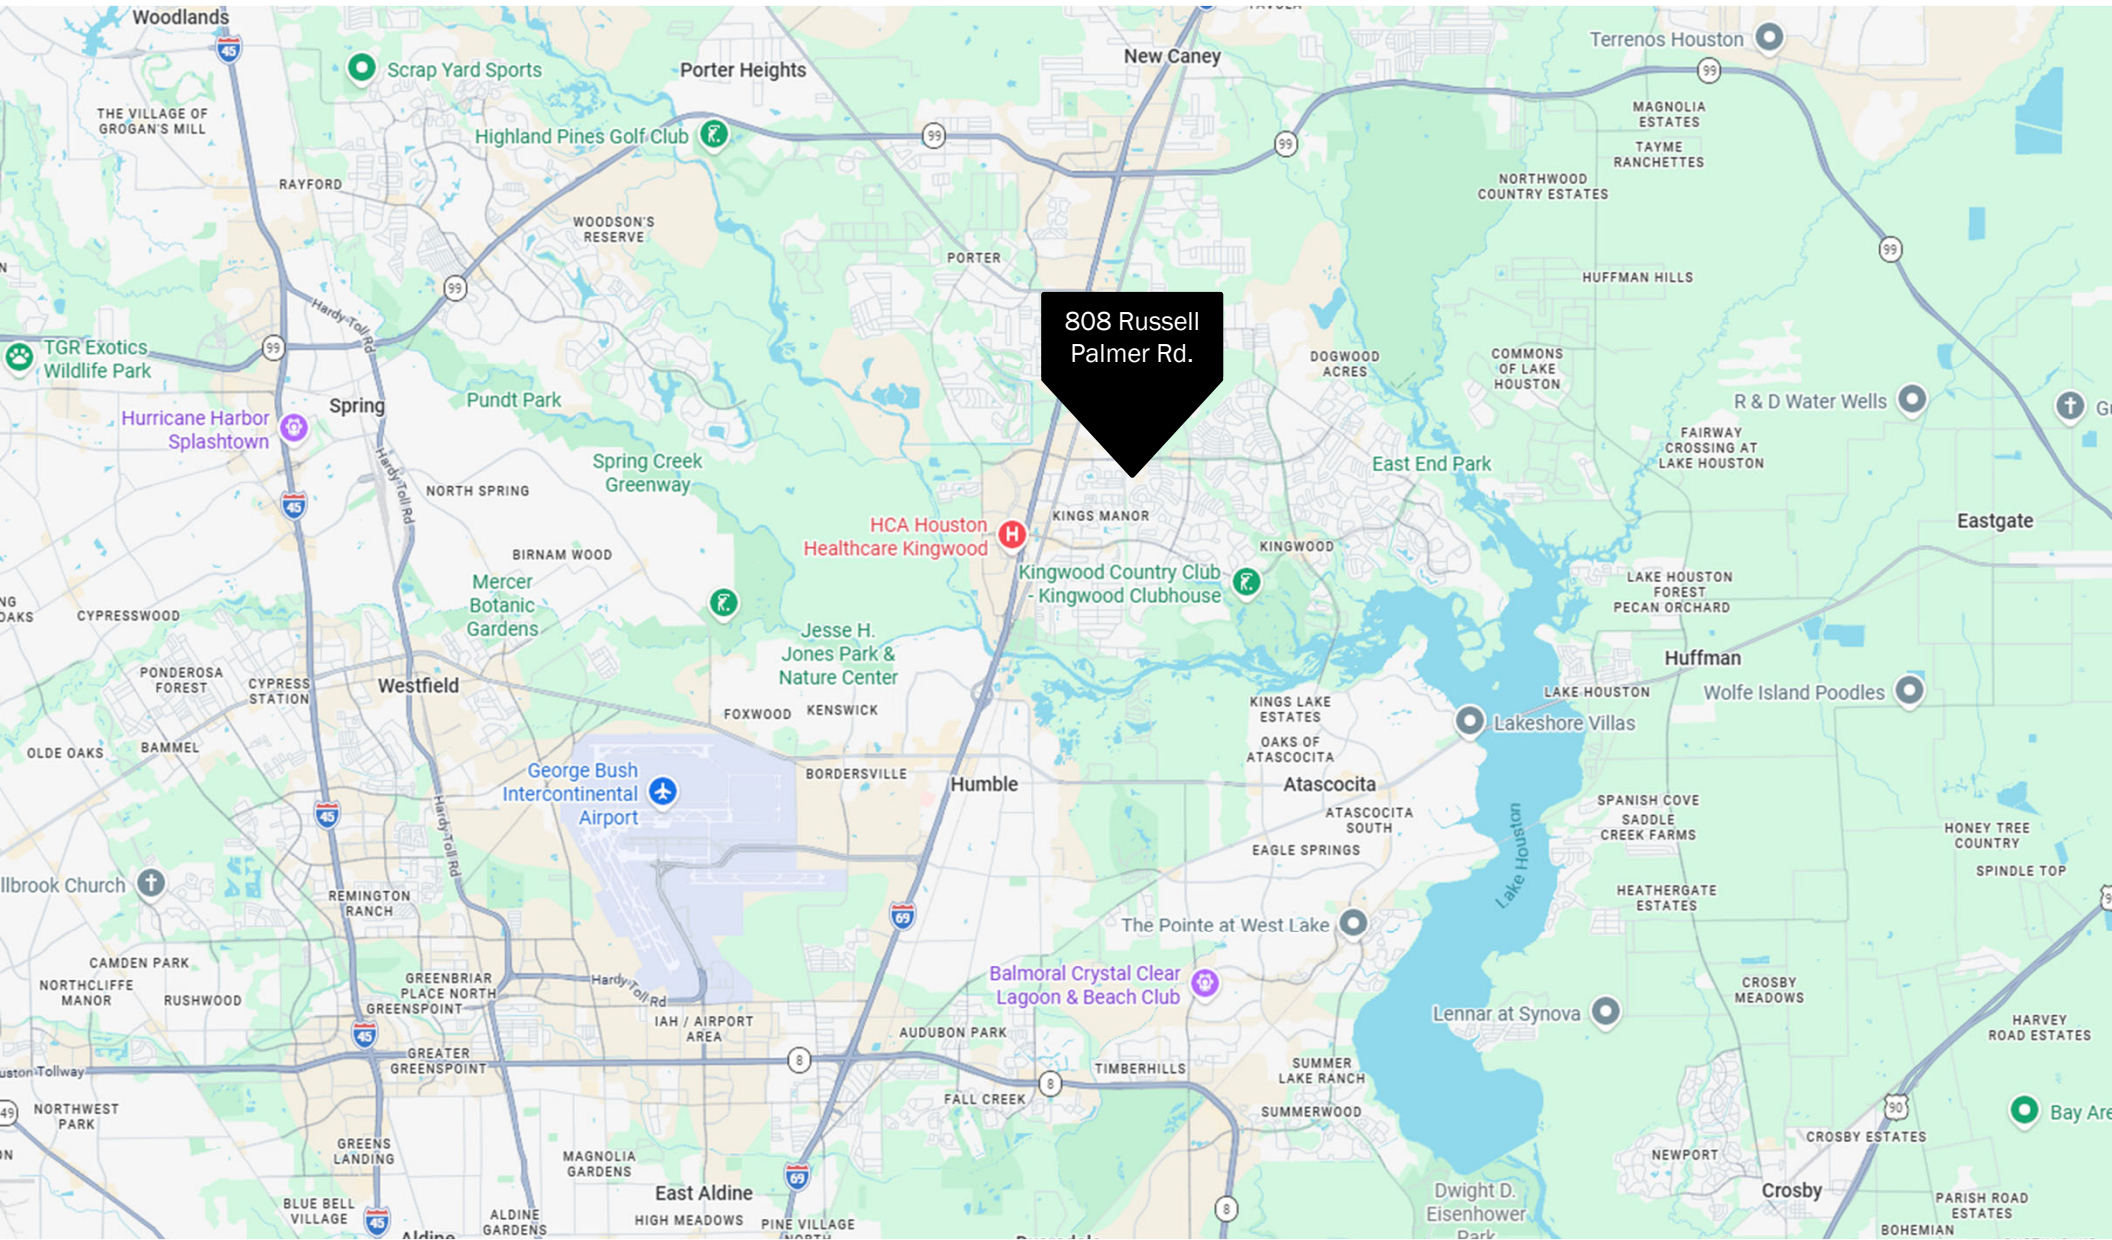 Woodlands
45
Scrap Yard Sports
Porter Heights
New Caney
Terrenos Houston
99
THE VILLAGE OF
GROGAN'S MILL
Highland Pines Golf Club
99
99
MAGNOLIA
ESTATES
TAYME
RANCHETTES
RAYFORD
NORTHWOOD
COUNTRY ESTATES
WOODSON'S
RESERVE
99
PORTER
HUFFMAN HILLS
99
Hardy Toll Rd
808 Russell
Palmer Rd.
99
TGR Exotics
Wildlife Park
DOGWOOD
ACRES
COMMONS
OF LAKE
HOUSTON
Spring
Pundt Park
R & D Water Wells
Hurricane Harbor
Splashtown
FAIRWAY
CROSSING AT
LAKE HOUSTON
Spring Creek
Greenway
East End Park
Hardy Toll Rd
NORTH SPRING
45
KINGS MANOR
Eastgate
HCA Houston
Healthcare Kingwood
KINGWOOD
BIRNAM WOOD
Mercer
Botanic
Gardens
Kingwood Country Club
- Kingwood Clubhouse
LAKE HOUSTON
FOREST
PECAN ORCHARD
OAKS
CYPRESSWOOD
Jesse H.
Jones Park &
Nature Center
Huffman
PONDEROSA
FOREST
CYPRESS
STATION
Westfield
LAKE HOUSTON
Wolfe Island Poodles
FOXWOOD
KENSWICK
KINGS LAKE
ESTATES
Lakeshore Villas
OLDE OAKS
BAMMEL
OAKS OF
ATASCOCITA
George Bush
Intercontinental
Airport
BORDERSVILLE
Humble
Atascocita
SPANISH COVE
45
Hardy Toll Rd
ATASCOCITA
SOUTH
SADDLE
CREEK FARMS
HONEY TREE
COUNTRY
EAGLE SPRINGS
Lake Houston
SPINDLE TOP
llbrook Church
REMINGTON
RANCH
HEATHERGATE
ESTATES
69
The Pointe at West Lake
CAMDEN PARK
GREENBRIAR
PLACE NORTH
Hardy Toll Rd
Balmoral Crystal Clear
Lagoon & Beach Club
CROSBY
MEADOWS
NORTHCLIFFE
MANOR
RUSHWOOD
GREENSPOINT
Lennar at Synova
IAH / AIRPORT
AREA
AUDUBON PARK
HARVEY
ROAD ESTATES
45
GREATER
GREENSPOINT
8
TIMBERHILLS
SUMMER
LAKE RANCH
uston Tollway
8
FALL CREEK
SUMMERWOOD
49
NORTHWEST
PARK
90
Bay Are
CROSBY ESTATES
GREENS
LANDING
MAGNOLIA
GARDENS
69
NEWPORT
East Aldine
Dwight D.
Eisenhower
Park
Crosby
BLUE BELL
VILLAGE
45
ALDINE
GARDENS
HIGH MEADOWS
PINE VILLAGE
NORTH
8
PARISH ROAD
ESTATES
BOHEMIAN
Aldine